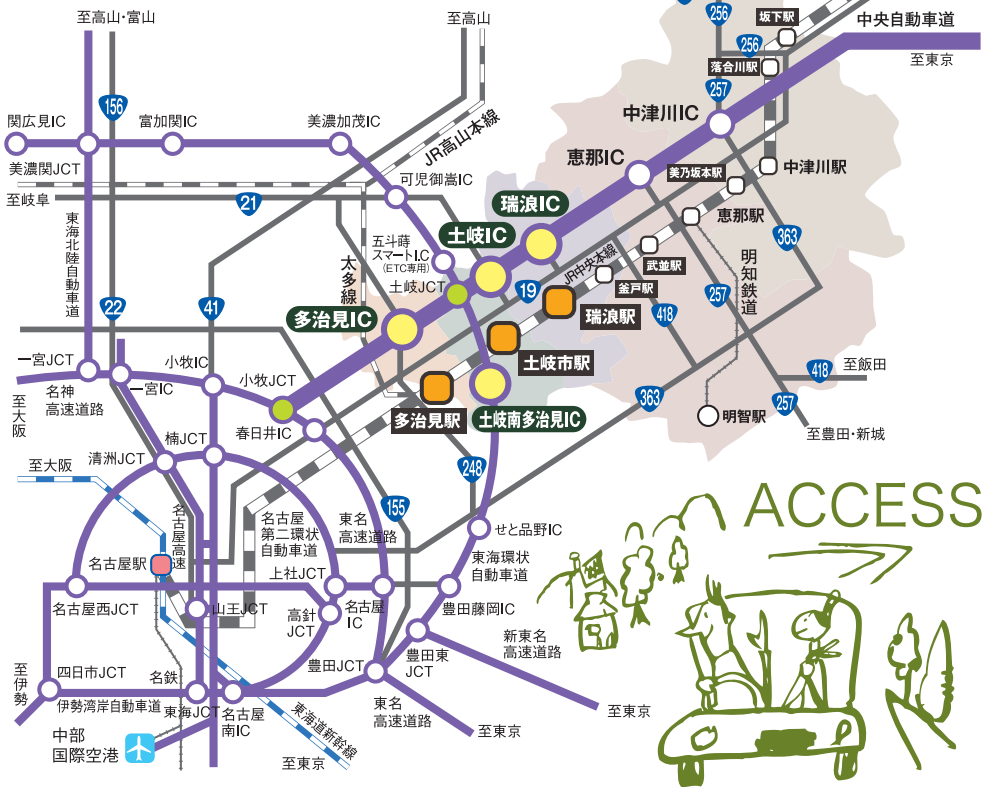 至高山・富山
至高山
256
坂下駅
中央自動車道
256
落合川駅
至東京
257
156
中津川IC
関広見IC
富加関IC
美濃加茂IC
JR高山本線
恵那IC
美濃関JCT
可児御嵩IC
美乃坂本駅
中津川駅
至岐阜
21
瑞浪IC
恵那駅
東海北陸自動車道
土岐IC
363
五斗蒔
スマートI.C
(ETC専用)
太多線
JR中央本線
武並駅
明知鉄道
土岐JCT
19
釜戸駅
22
41
多治見IC
瑞浪駅
418
257
土岐市駅
一宮JCT
小牧IC
418
至飯田
一宮IC
小牧JCT
名神
高速道路
363
257
至大阪
多治見駅
土岐南多治見IC
明智駅
春日井IC
至豊田・新城
楠JCT
清洲JCT
至大阪
248
155
ACCESS
名古屋高速
名古屋
第二環状
自動車道
東名
高速道路
せと品野IC
名古屋駅
東海環状
自動車道
上社JCT
名古屋西JCT
山王JCT
高針
JCT
名古屋
IC
豊田藤岡IC
新東名
高速道路
豊田JCT
豊田東
JCT
至伊勢
四日市JCT
名鉄
伊勢湾岸自動車道
東海JCT
名古屋
南IC
東海道新幹線
東名
高速道路
至東京
至東京
中部
国際空港
至東京